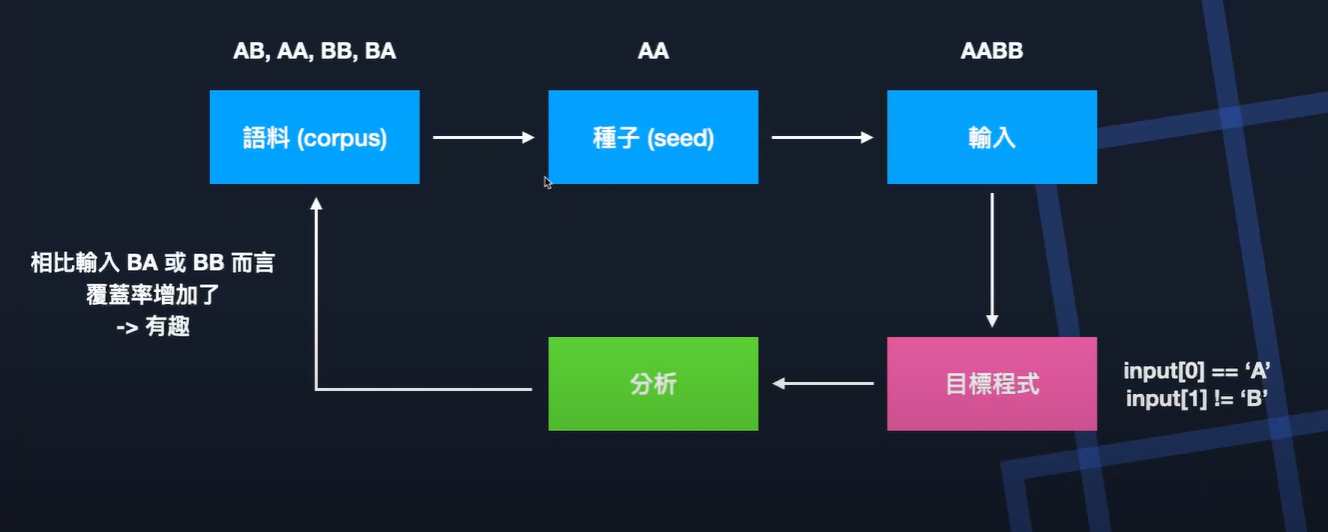 AB, AA, BB, BA
AA
AABB
語料 (corpus)
種子 (seed)
輸入
相比輸入 BA 或 BB 而言
覆蓋率增加了
-> 有趣
分析
目標程式
input[0] == ‘A’
input[1] != ‘B’